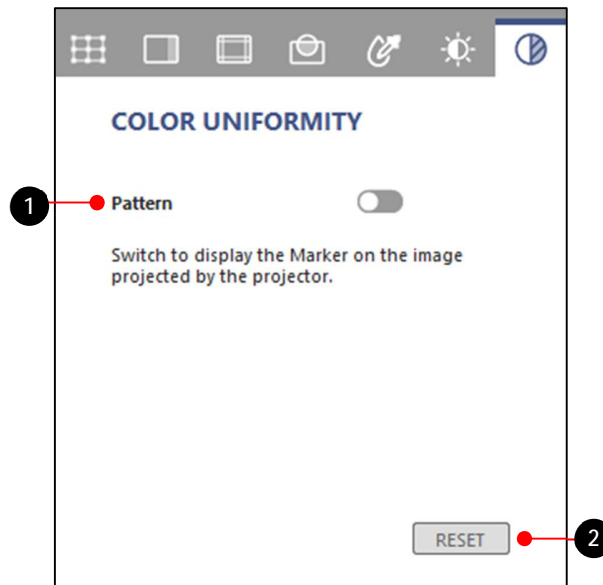 COLOR UNIFORMITY
1
Pattern
Switch to display the Marker on the image
projected by the projector.
RESET
2